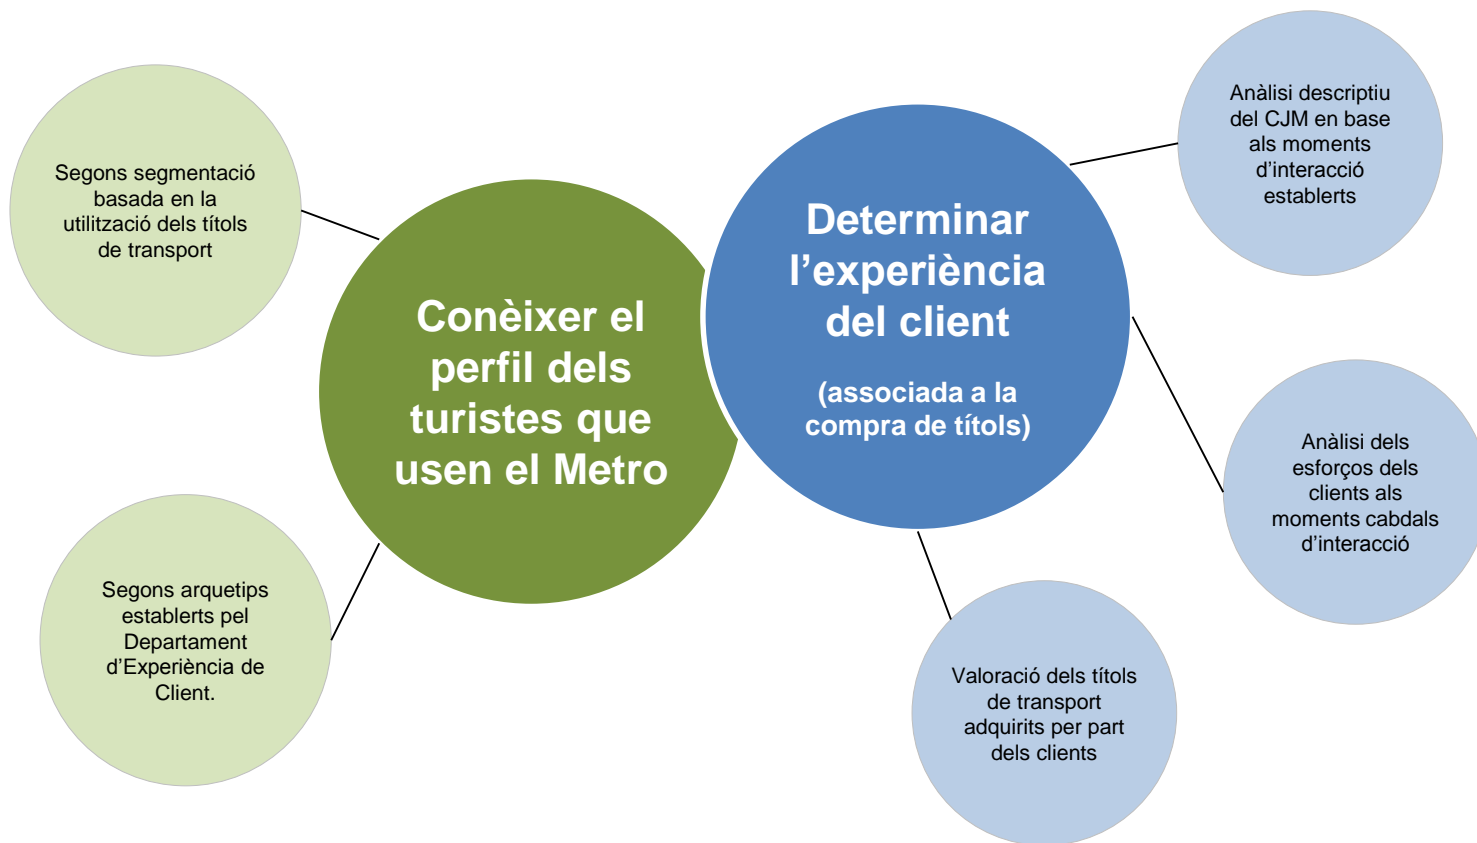 Segons segmentació
basada en la
utilització dels títols
de transport
Conèixer el
perfil dels
turistes que
usen el Metro
Segons arquetips
establerts pel
Departament
d’Experiència de
Client.
Determinar
l’experiència
del client
(associada a la
compra de títols)
Anàlisi descriptiu
del CJM en base
als moments
d’interacció
establerts
Anàlisi dels
esforços dels
clients als
moments cabdals
d’interacció
Valoració dels títols
de transport
adquirits per part
dels clients